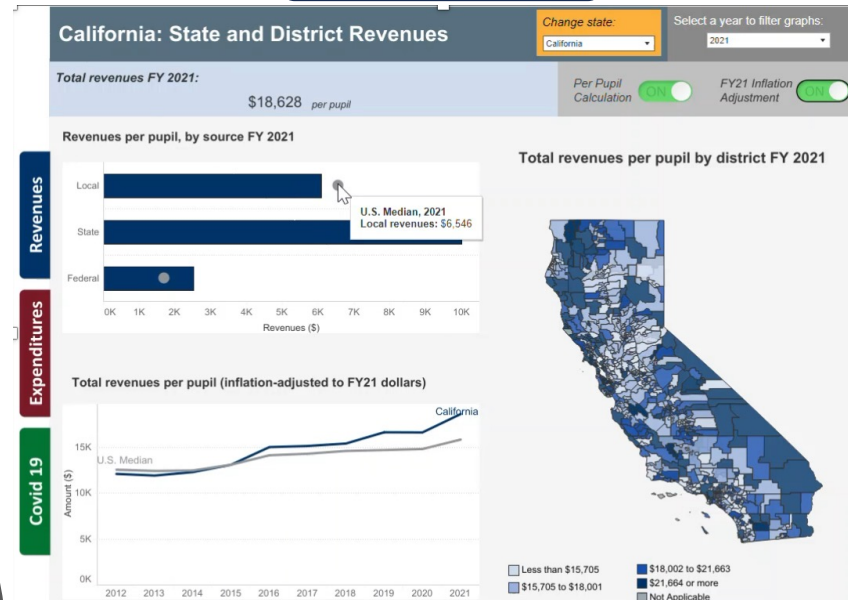 California: State and District Revenues
Change state:
California
Select a year to filter graphs:
2021
Total revenues FY 2021:
$18,628 per pupil
Per Pupil
Calculation
ON
FY21 Inflation
Adjustment
ON
Revenues
Expenditures
Covid 19
Revenues per pupil, by source FY 2021
Local
State
Federal
U.S. Median, 2021
Local revenues: $6,546
0K 1K 2K 3K 4K 5K 6K 7K 8K 9K 10K
Revenues ($)
Total revenues per pupil (inflation-adjusted to FY21 dollars)
California
U.S. Median
15K
10K
5K
0K
Amount ($)
2012 2013 2014 2015 2016 2017 2018 2019 2020 2021
Total revenues per pupil by district FY 2021
Less than $15,705
$15,705 to $18,001
$18,002 to $21,663
$21,664 or more
Not Applicable